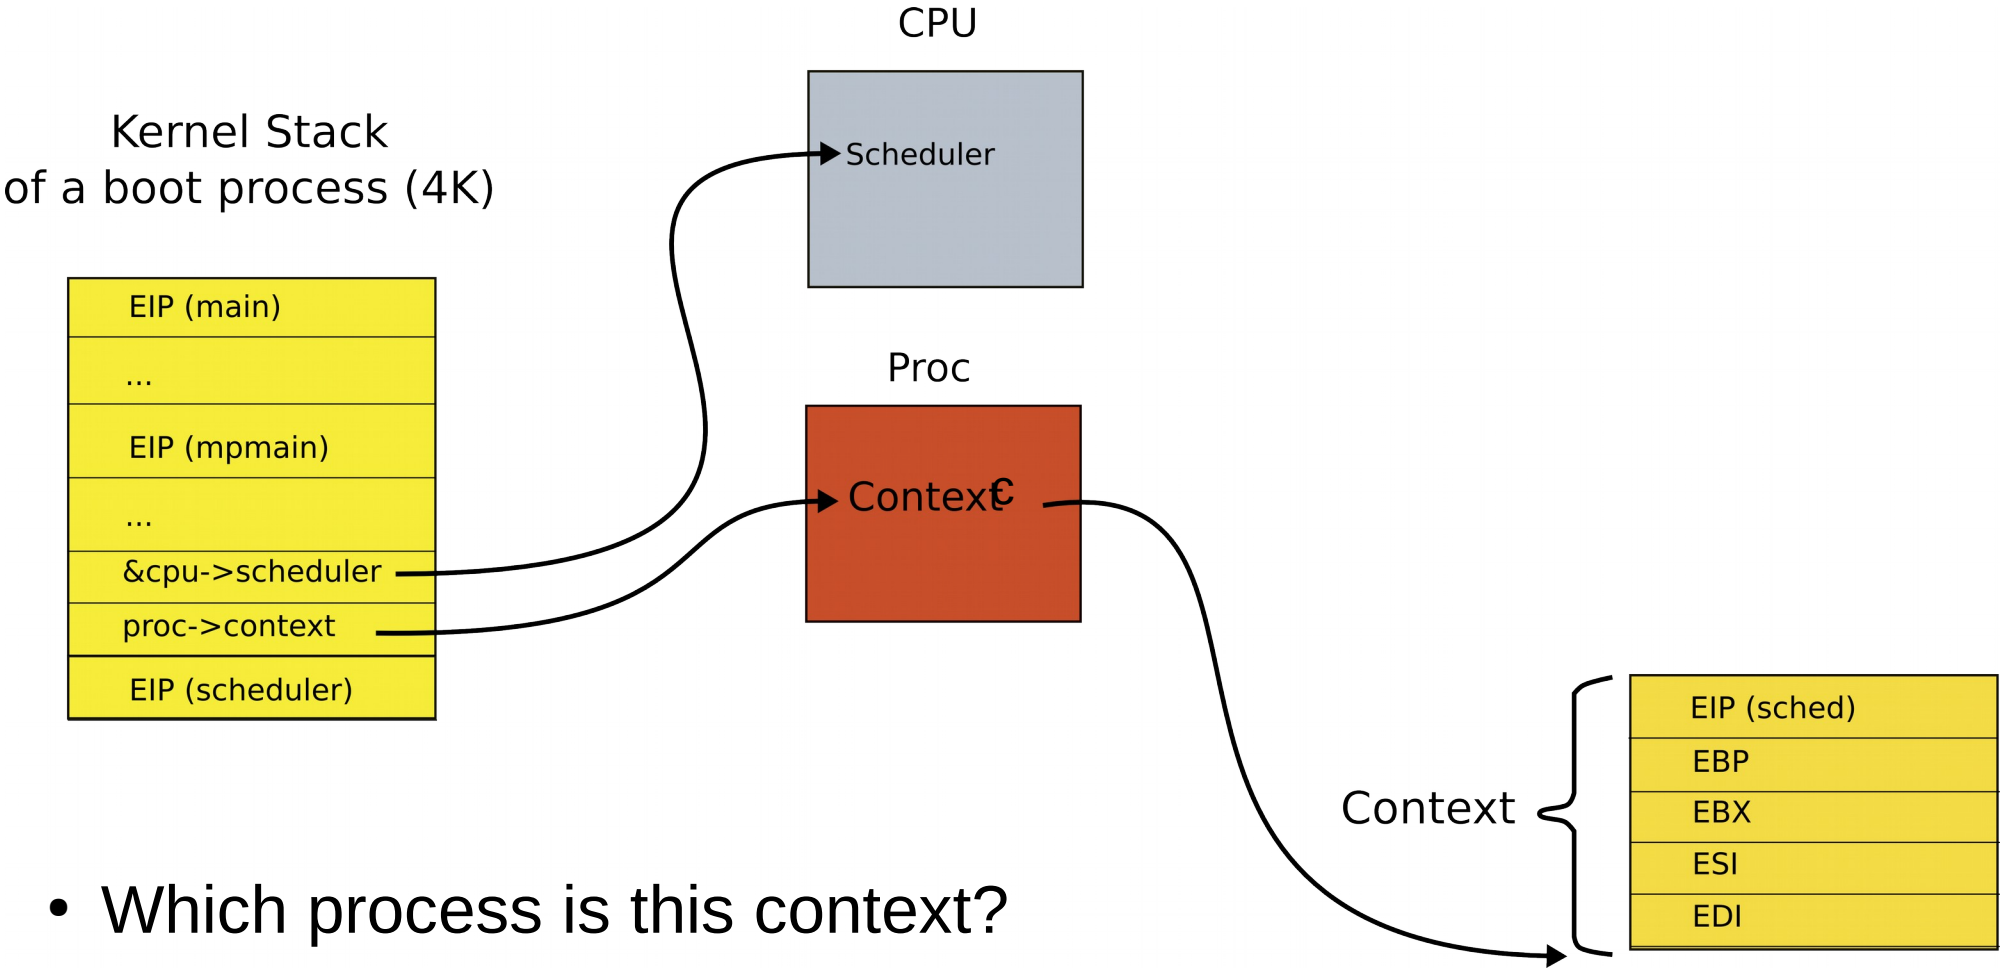 CPU
Kernel Stack
of a boot process (4K)
Scheduler
EIP (main)
...
EIP (mpmain)
...
&cpu->scheduler
proc->context
EIP (scheduler)
Proc
Context
c
Context
EIP (sched)
EBP
EBX
ESI
EDI
• Which process is this context?